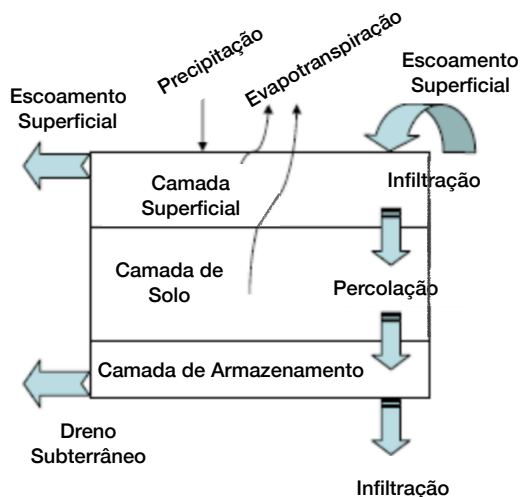 Precipitação
Evapotranspiração
Escoamento
Superficial
Escoamento
Superficial
Camada
Superficial
Infiltração
Camada de
Solo
Percolação
Camada de Armazenamento
Dreno
Subterrâneo
Infiltração